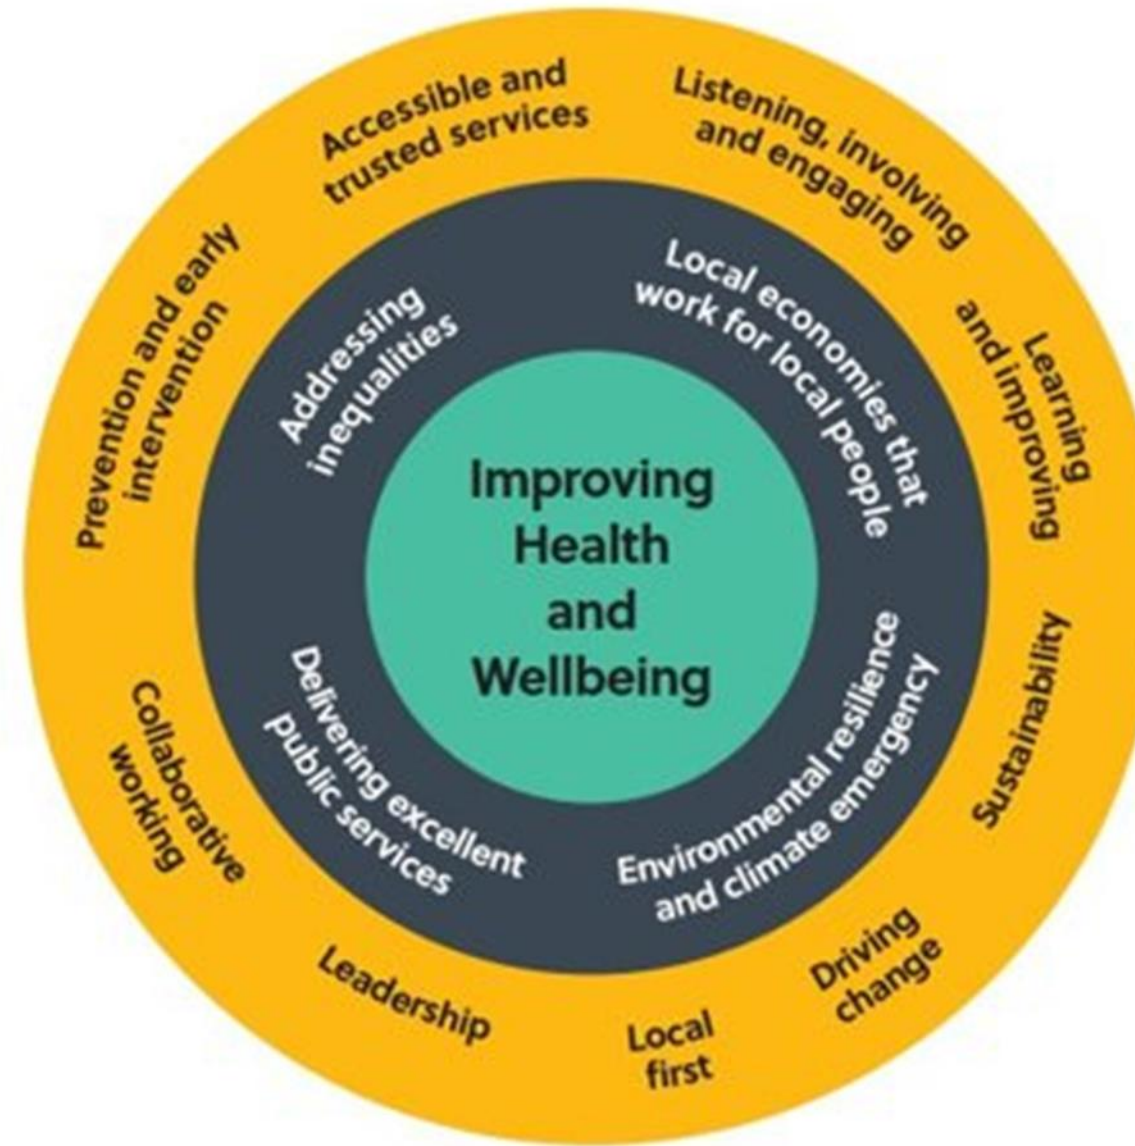 Improving
Health
and
Wellbeing
Addressing
inequalities
Local economies that
work for local people
Environmental resilience
and climate emergency
Delivering excellent
public services
Accessible and
trusted services
Listening, involving
and engaging
Learning
and improving
Sustainability
Driving
change
Local
first
Leadership
Collaborative
working
Prevention and early
intervention